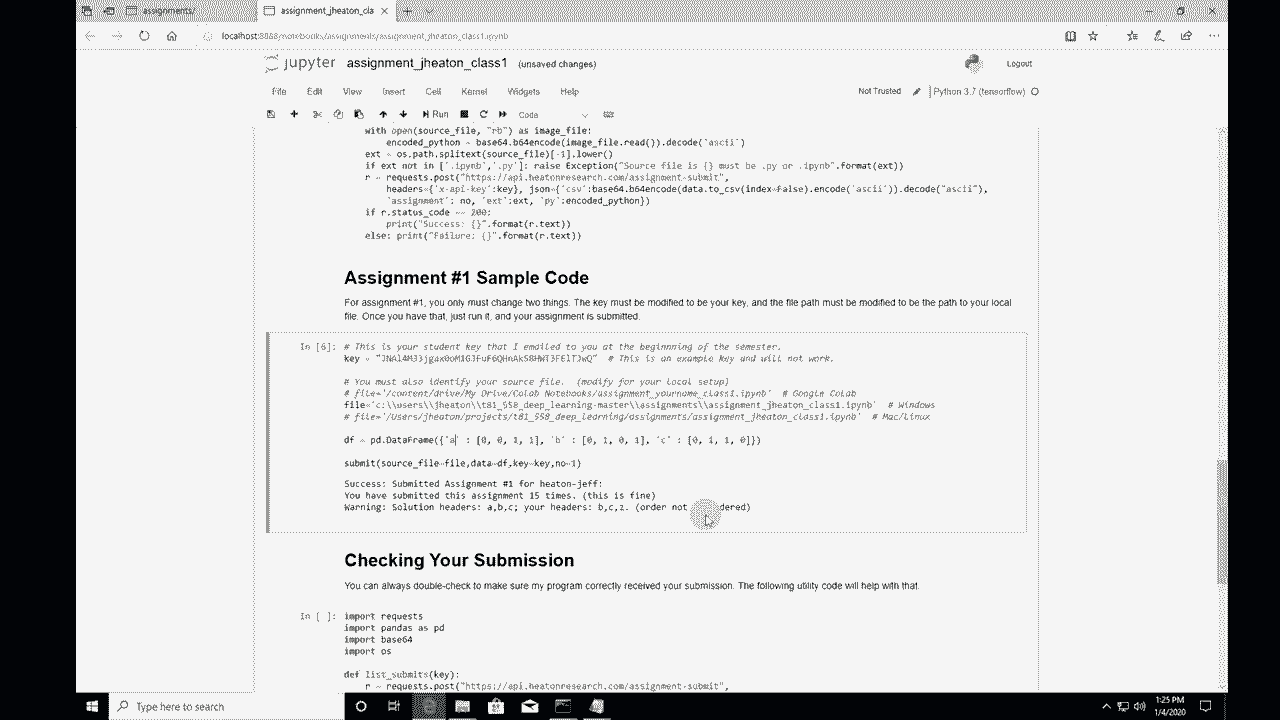 assignments/
assignment_jheaton_class1
localhost:8888/notebooks/assignments/assignment_jheaton_class1.ipynb
jupyter assignment_jheaton_class1 (unsaved changes)
Logout
File Edit View Insert Cell Kernel Widgets Help
Not Trusted
Python 3.7 (tensorflow)
Run
Code
with open(source_file, "rb") as image_file:
encoded_python = base64.b64encode(image_file.read()).decode('ascii')
ext = os.path.splitext(source_file)[-1].lower()
if ext not in ['.ipynb','.py']: raise Exception("Source file is {} must be .py or .ipynb".format(ext))
r = requests.post("https://api.heatonresearch.com/assignment-submit",
headers={'x-api-key':key}, json={'csv':base64.b64encode(data.to_csv(index=False).encode('ascii')).decode("ascii"),
'assignment': no, 'ext':ext, 'py':encoded_python})
if r.status_code == 200:
print("Success: {}".format(r.text))
else: print("Failure: {}".format(r.text))
Assignment #1 Sample Code
For assignment #1, you only must change two things. The key must be modified to be your key, and the file path must be modified to be the path to your local
file. Once you have that, just run it, and your assignment is submitted.
In [6]:
# This is your student key that I emailed to you at the beginnning of the semester.
key = # This is an example key and will not work.
# You must also identify your source file. (modify for your local setup)
# file='/content/drive/My Drive/Colab Notebooks/assignment_yourname_class1.ipynb' # Google CoLab
file='c:\\users\\jheaton\\t81_558_deep_learning-master\\assignments\\assignment_jheaton_class1.ipynb' # Windows
# file='/Users/jheaton/projects/t81_558_deep_learning/assignments/assignment_jheaton_class1.ipynb' # Mac/Linux
df = pd.DataFrame({'a' : [0, 0, 1, 1], 'b' : [0, 1, 0, 1], 'c' : [0, 1, 1, 0]})
submit(source_file=file,data=df,key=key,no=1)
Success: Submitted Assignment #1 for heaton-jeff:
You have submitted this assignment 15 times. (this is fine)
Warning: Solution headers: a,b,c; your headers: b,c,z. (order not
Checking Your Submission
You can always double-check to make sure my program correctly received your submission. The following utility code will help with that.
In [ ]:
import requests
import pandas as pd
import base64
import os
def list_submits(key):
r = requests.post("https://api.heatonresearch.com/assignment-submit",
Type here to search
1:25 PM
1/4/2020